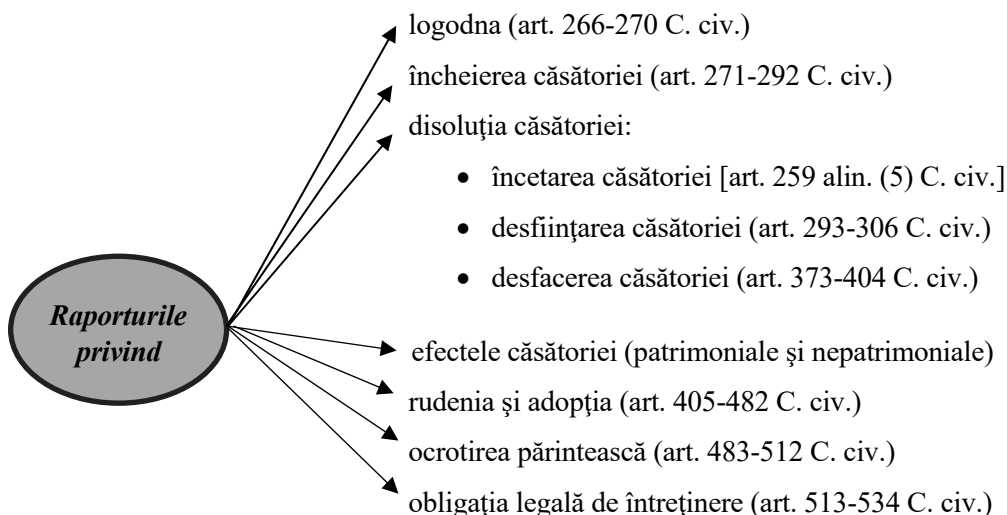 logodna (art. 266-270 C. civ.)
încheierea căsătoriei (art. 271-292 C. civ.)
disoluţia căsătoriei:
• încetarea căsătoriei [art. 259 alin. (5) C. civ.]
• desfiinţarea căsătoriei (art. 293-306 C. civ.)
• desfacerea căsătoriei (art. 373-404 C. civ.)
Raporturile
privind
efectele căsătoriei (patrimoniale şi nepatrimoniale)
rudenia şi adopţia (art. 405-482 C. civ.)
ocrotirea părintească (art. 483-512 C. civ.)
obligaţia legală de întreţinere (art. 513-534 C. civ.)